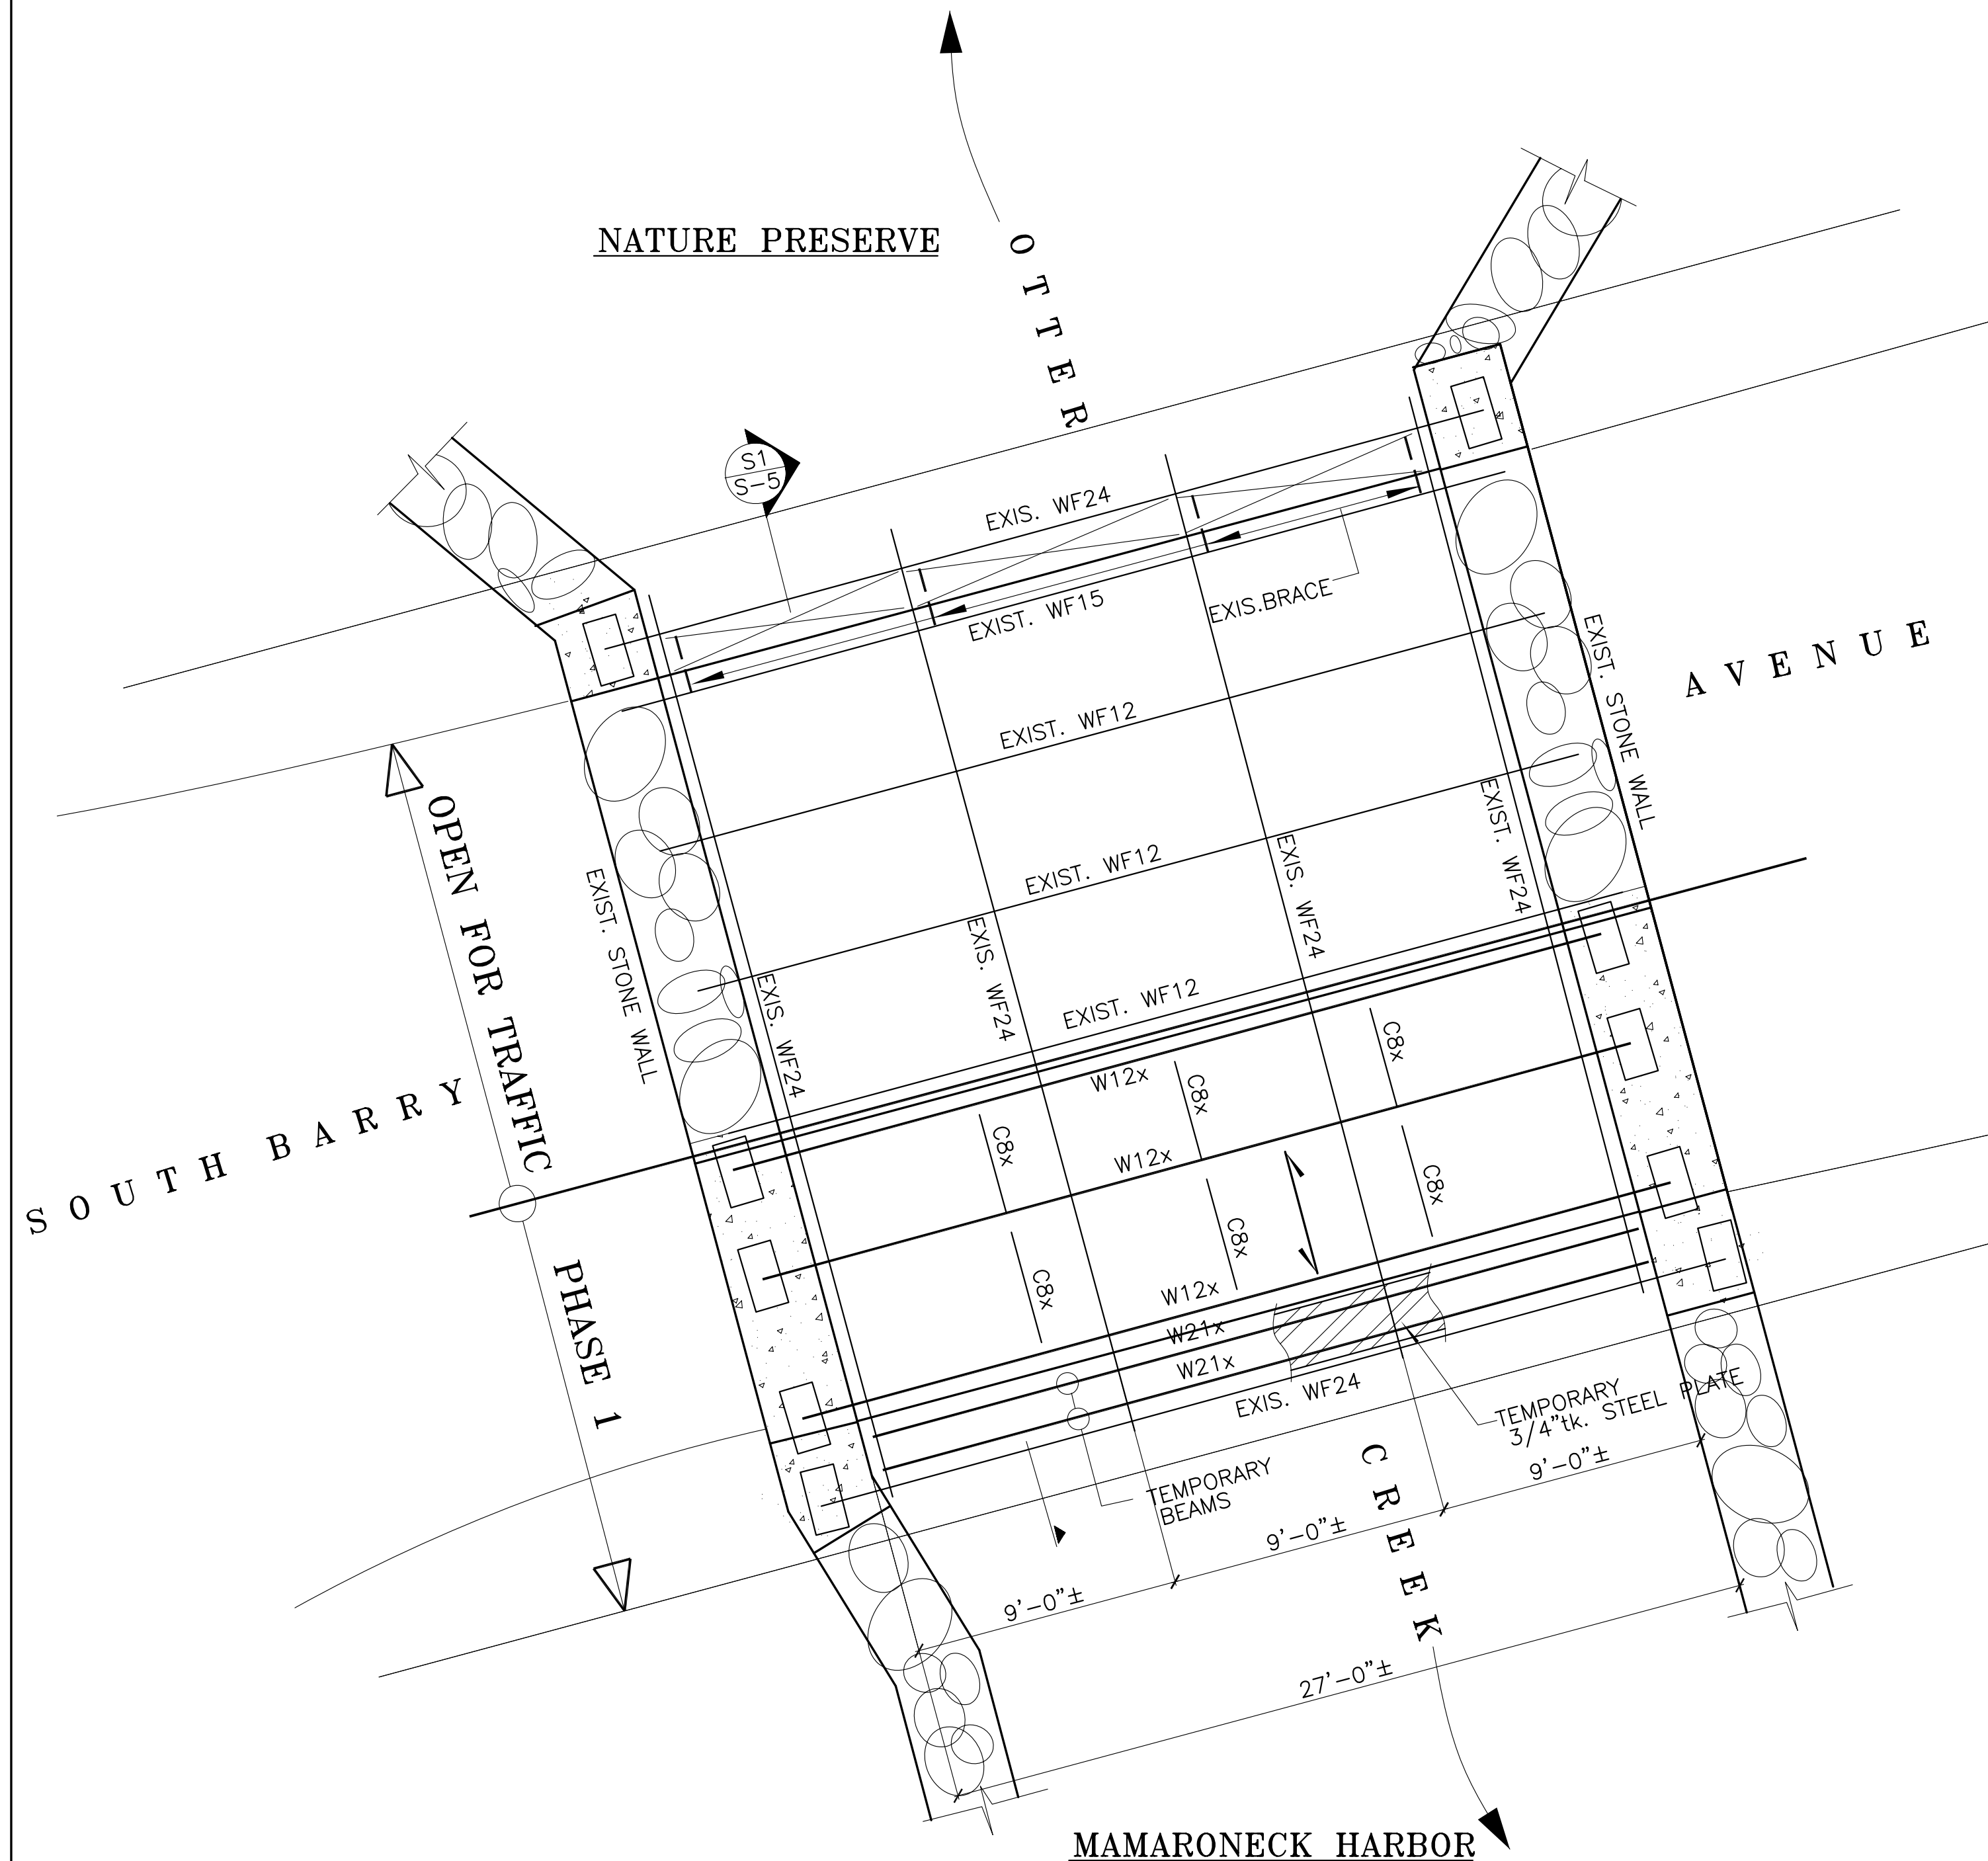 NATURE PRESERVE
OTTER
S1
S-5
EXIS. WF24
EXIST. WF15
EXIS.BRACE
EXIST. STONE WALL
AVENUE
EXIST. WF12
EXIST. WF24
EXIST. WF12
EXIS. WF24
EXIS. WF24
EXIS. WF24
EXIST. STONE WALL
OPEN FOR TRAFFIC
EXIST. WF12
SOUTH BARRY
C8x
C8x
C8x
W12x
W12x
C8x
C8x
C8x
PHASE 1
W12x
W21x
W21x
EXIS. WF24
TEMPORARY
3/4"tk. STEEL PLATE
TEMPORARY
BEAMS
CREEK
9'-0"±
9'-0"±
9'-0"±
27'-0"±
MAMARONECK HARBOR